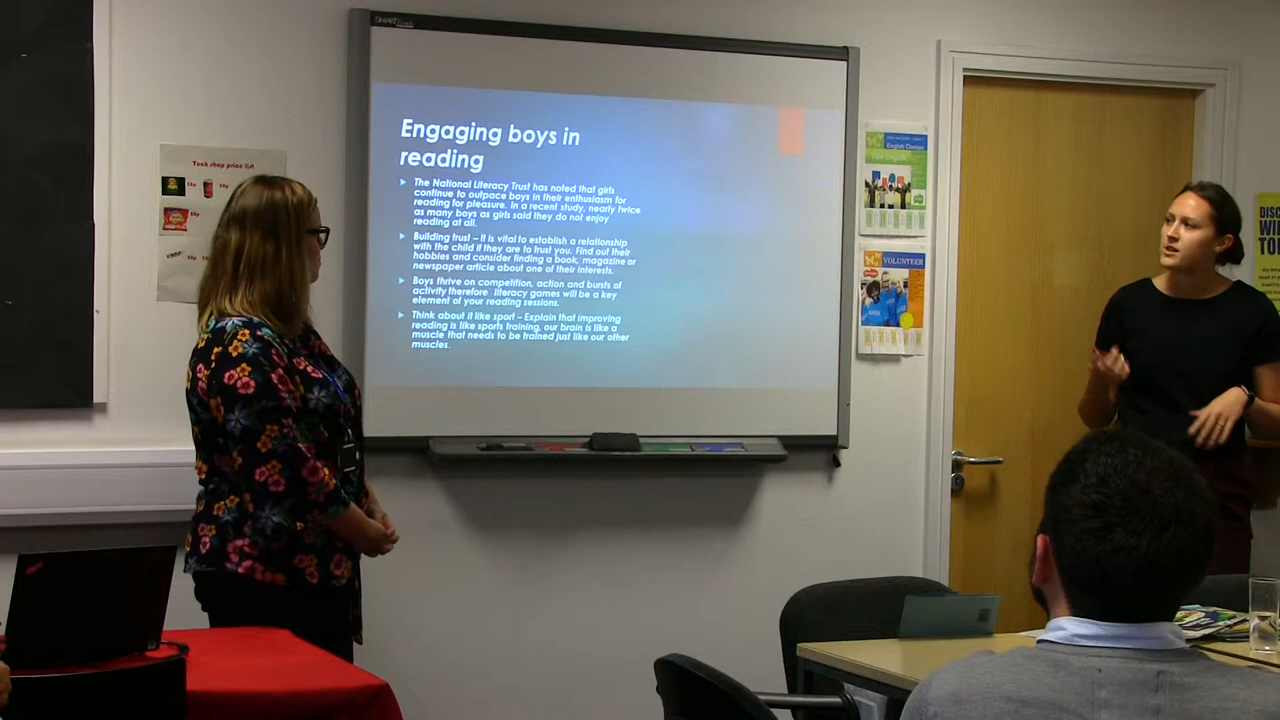 SMART
Tuck shop price list
Engaging boys in
reading
The National Literacy Trust has noted that girls
continue to outpace boys in their enthusiasm for
reading for pleasure. In a recent study, nearly twice
as many boys as girls said they do not enjoy
reading at all.
Building trust – It is vital to establish a relationship
with the child if they are to trust you. Find out their
hobbies and consider finding a book, magazine or
newspaper article about one of their interests.
Boys thrive on competition, action and bursts of
activity therefore literacy games will be a key
element of your reading sessions.
Think about it like sport – Explain that improving
reading is like sports training, our brain is like a
muscle that needs to be trained just like our other
muscles.
English Classes
VOLUNTEER